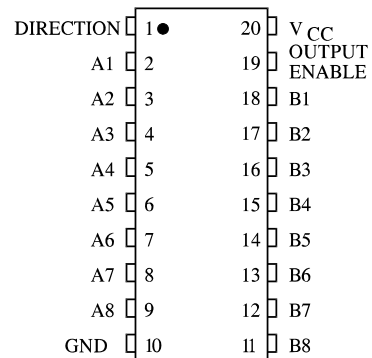 DIRECTION 1 20 VCC
A1 2 19 OUTPUT ENABLE
A2 3 18 B1
A3 4 17 B2
A4 5 16 B3
A5 6 15 B4
A6 7 14 B5
A7 8 13 B6
A8 9 12 B7
GND 10 11 B8